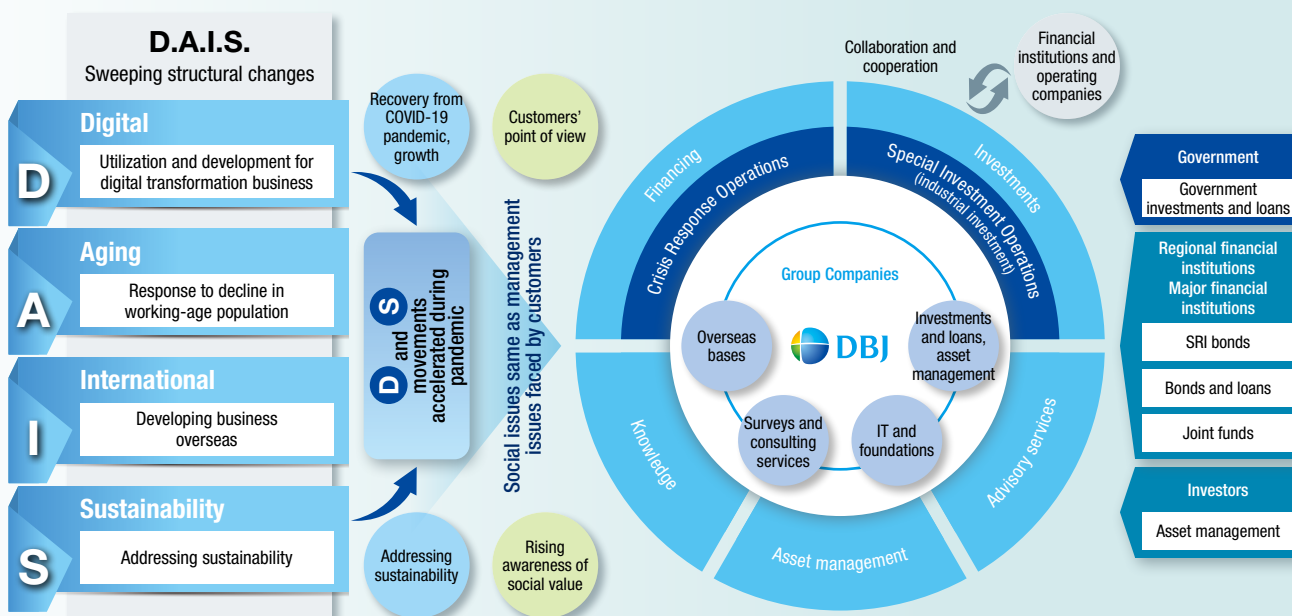 D.A.I.S.
Sweeping structural changes
D
Digital
Utilization and development for
digital transformation business
A
Aging
Response to decline in
working-age population
I
International
Developing business
overseas
S
Sustainability
Addressing sustainability
Recovery from
COVID-19
pandemic,
growth
Customers'
point of view
D and S
movements
accelerated during
pandemic
Social issues same as management
issues faced by customers
Addressing
sustainability
Rising
awareness of
social value
Collaboration and
cooperation
Financial
institutions and
operating
companies
Financing
Crisis Response Operations
Investments
Special Investment Operations
(industrial investment)
Group Companies
DBJ
Overseas
bases
Investments
and loans,
asset
management
Surveys and
consulting
services
IT and
foundations
Knowledge
Asset management
Advisory services
Government
Government
investments and loans
Regional financial
institutions
Major financial
institutions
SRI bonds
Bonds and loans
Joint funds
Investors
Asset management